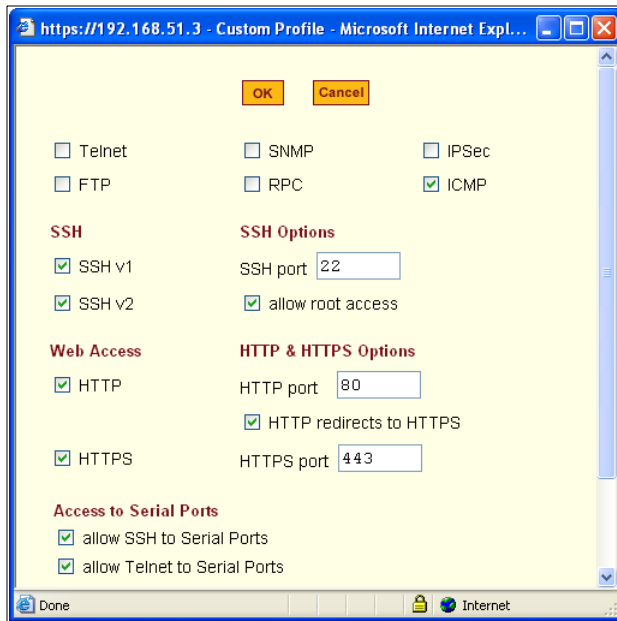 https://192.168.51.3 - Custom Profile - Microsoft Internet Expl...
OK Cancel
Telnet SNMP IPSec
FTP RPC ICMP
SSH SSH Options
SSH v1 SSH port 22
SSH v2 allow root access
Web Access HTTP & HTTPS Options
HTTP HTTP port 80
HTTP redirects to HTTPS
HTTPS HTTPS port 443
Access to Serial Ports
allow SSH to Serial Ports
allow Telnet to Serial Ports
Done Internet